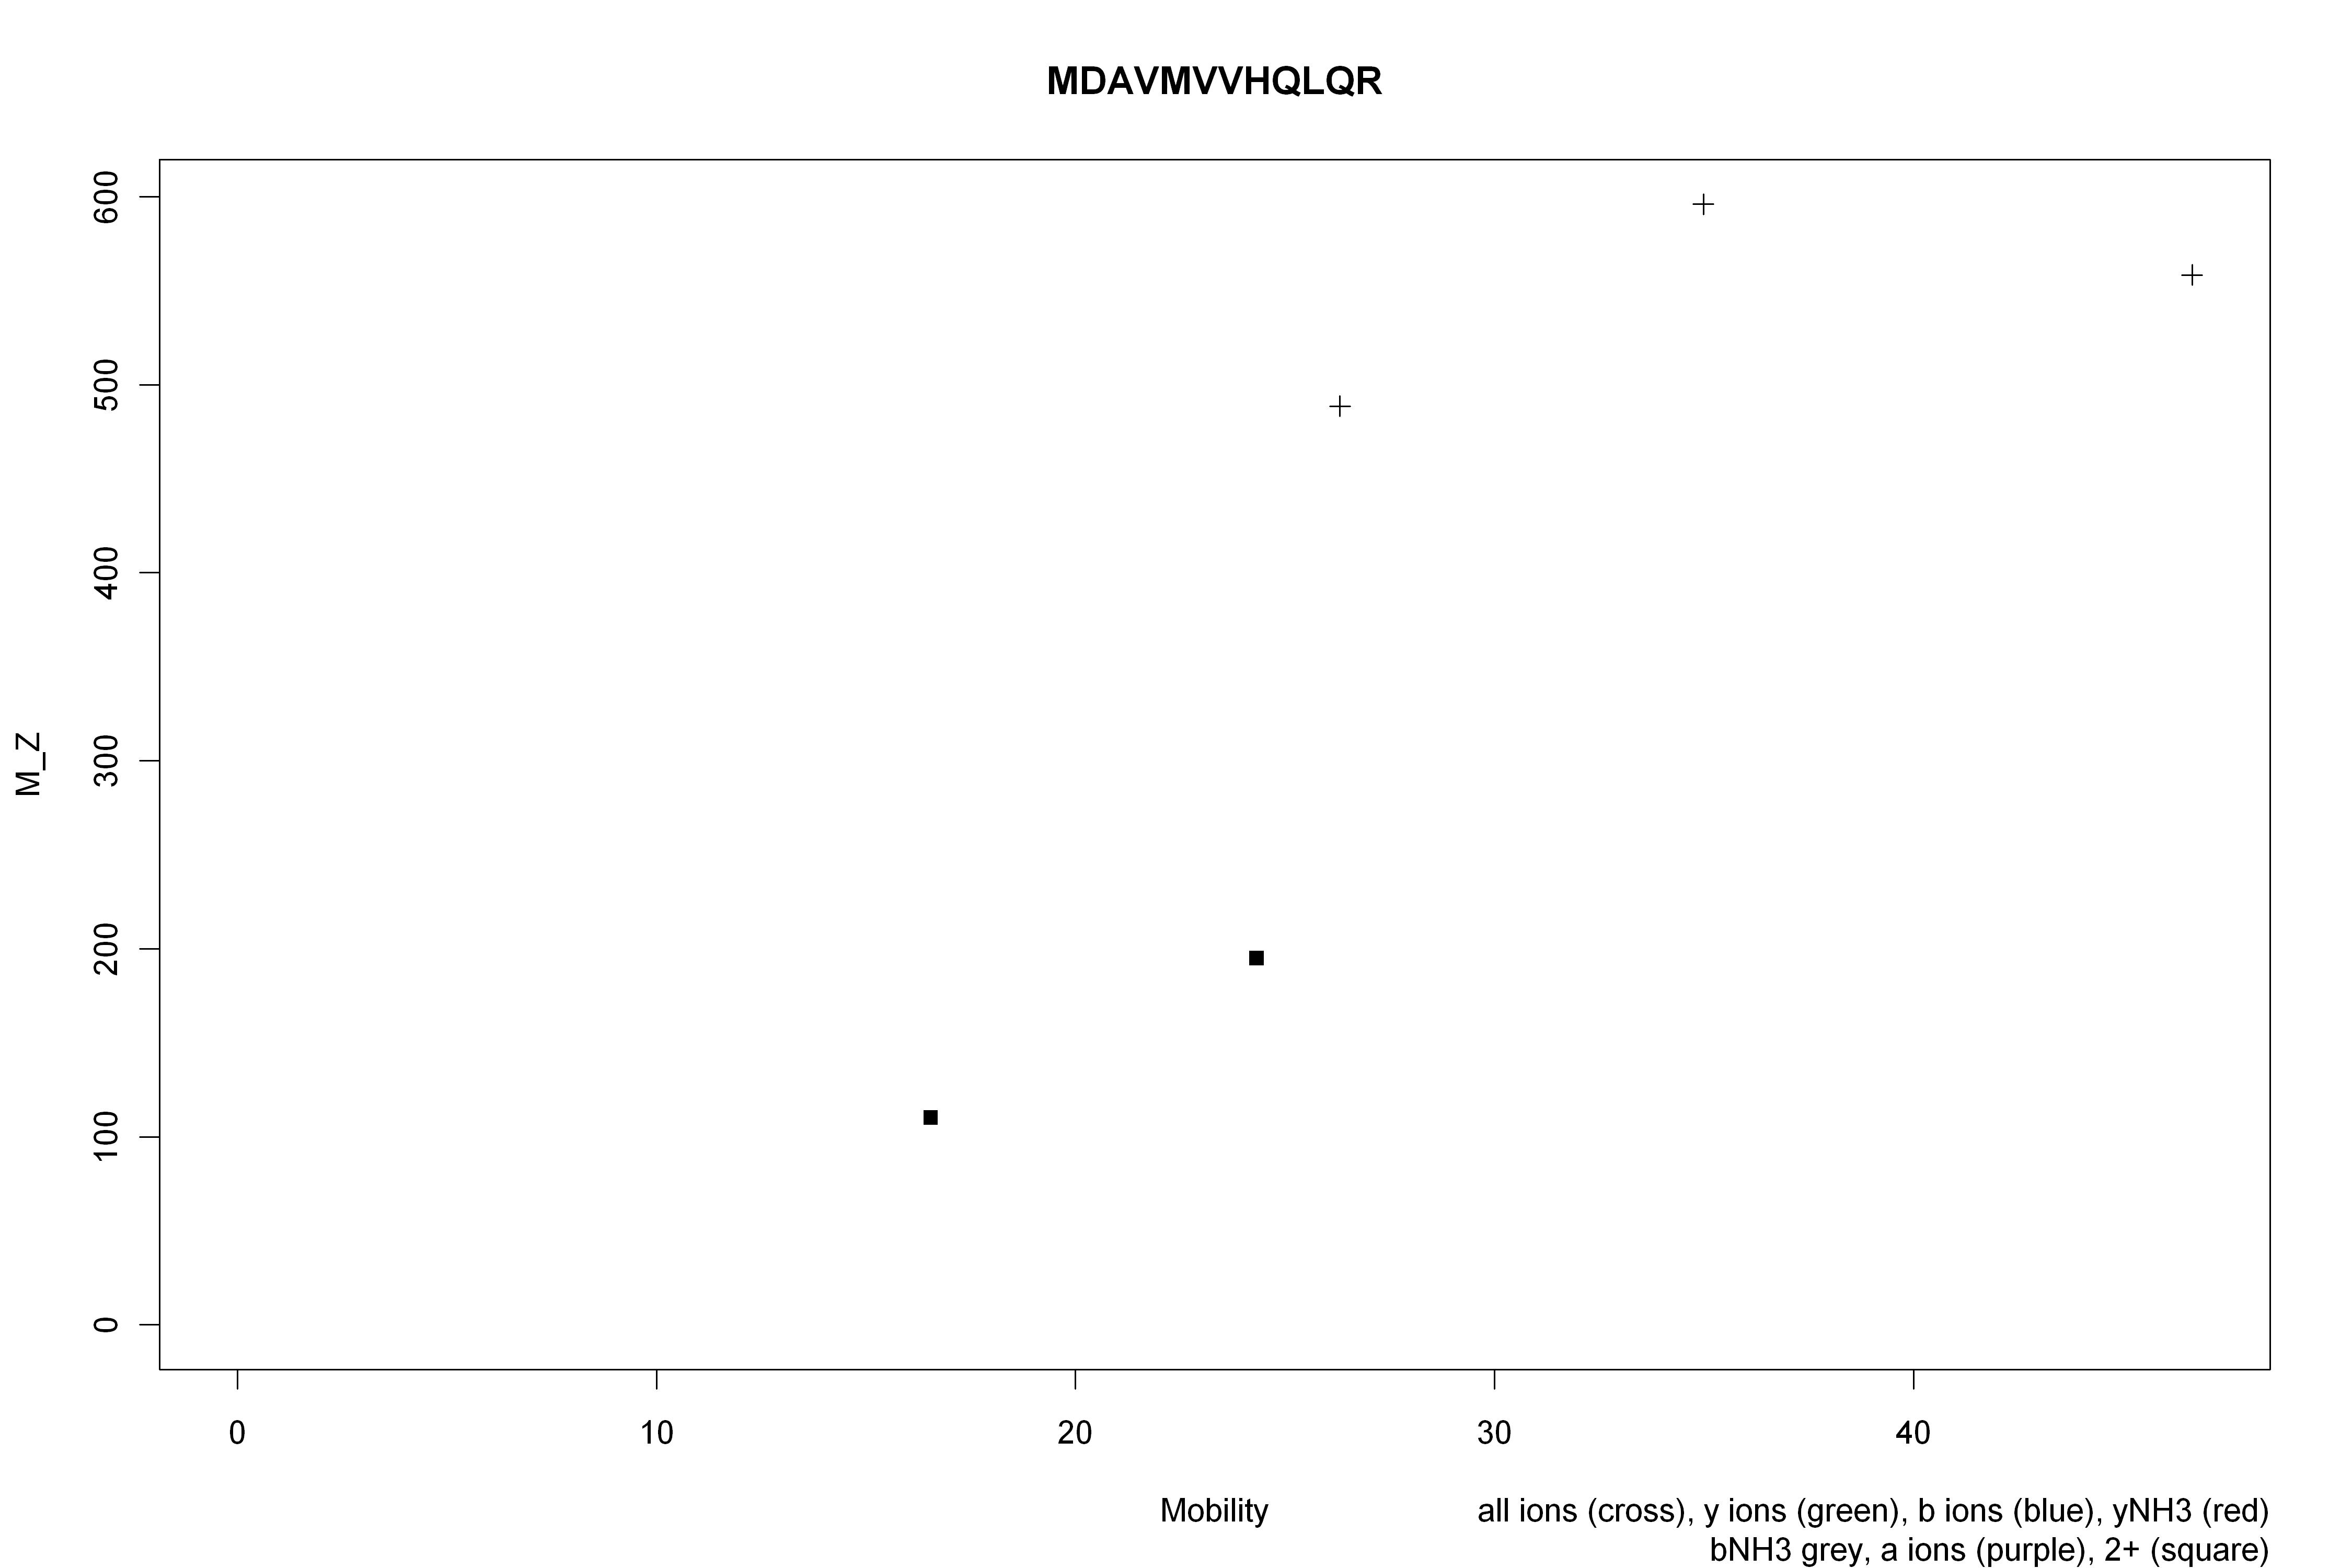 MDAVMVVHQLQR
600
500
400
300
200
100
0
M_Z
0 10 20 30 40
Mobility
all ions (cross), y ions (green), b ions (blue), yNH3 (red)
bNH3 grey, a ions (purple), 2+ (square)